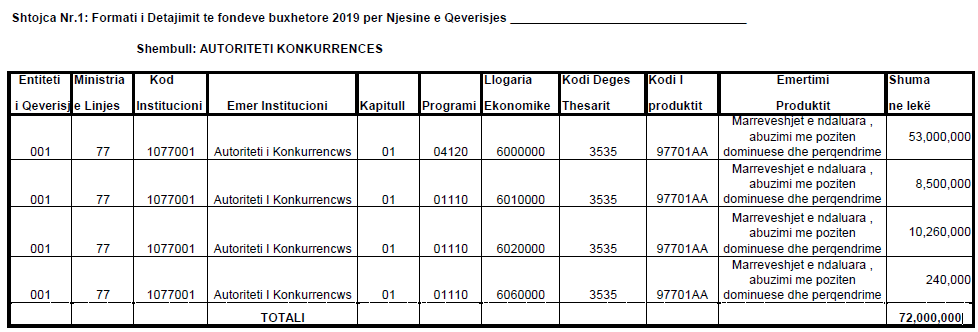 Shtojca Nr.1: Formati i Detajimit te fondeve buxhetore 2019 per Njesine e Qeverisjes ___________________________________
Shembull: AUTORITETI KONKURRENCES
Entiteti i Qeverisj Ministria e Linjes Kod Institucioni Emer Institucioni Kapitull Programi Llogaria Ekonomike Kodi Deges Thesarit Kodi I produktit Emertimi Produktit Shuma ne lekë
001 77 1077001 Autoriteti i Konkurrencws 01 04120 6000000 3535 97701AA Marreveshjet e ndaluara , abuzimi me poziten dominuese dhe perqendrime 53,000,000
001 77 1077001 Autoriteti I Konkurrencws 01 01110 6010000 3535 97701AA Marreveshjet e ndaluara , abuzimi me poziten dominuese dhe perqendrime 8,500,000
001 77 1077001 Autoriteti I Konkurrencws 01 01110 6020000 3535 97701AA Marreveshjet e ndaluara , abuzimi me poziten dominuese dhe perqendrime 10,260,000
001 77 1077001 Autoriteti I Konkurrencws 01 01110 6060000 3535 97701AA Marreveshjet e ndaluara , abuzimi me poziten dominuese dhe perqendrime 240,000
TOTALI 72,000,000